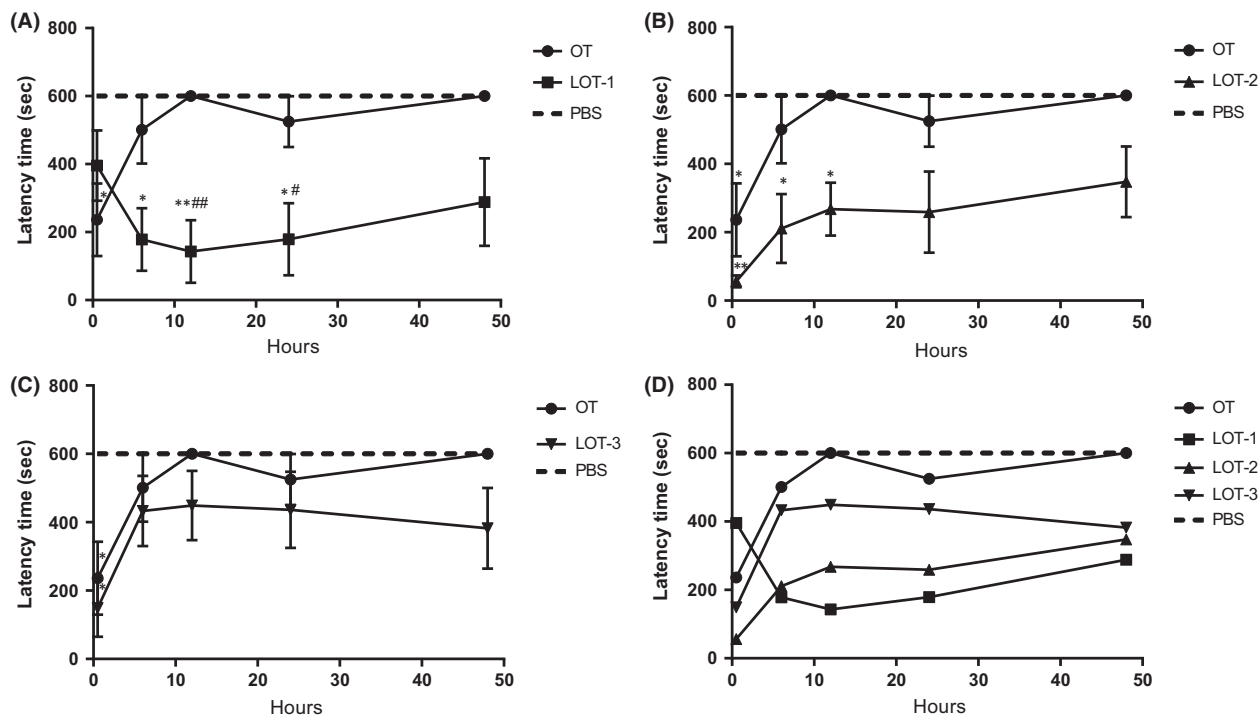 (A)
800
600
400
200
0
Latency time (sec)
*
*
**##
*#
0 10 20 30 40 50
Hours
OT
LOT-1
PBS
(B)
800
600
400
200
0
Latency time (sec)
*
**
*
*
0 10 20 30 40 50
Hours
OT
LOT-2
PBS
(C)
800
600
400
200
0
Latency time (sec)
*
*
0 10 20 30 40 50
Hours
OT
LOT-3
PBS
(D)
800
600
400
200
0
Latency time (sec)
0 10 20 30 40 50
Hours
OT
LOT-1
LOT-2
LOT-3
PBS